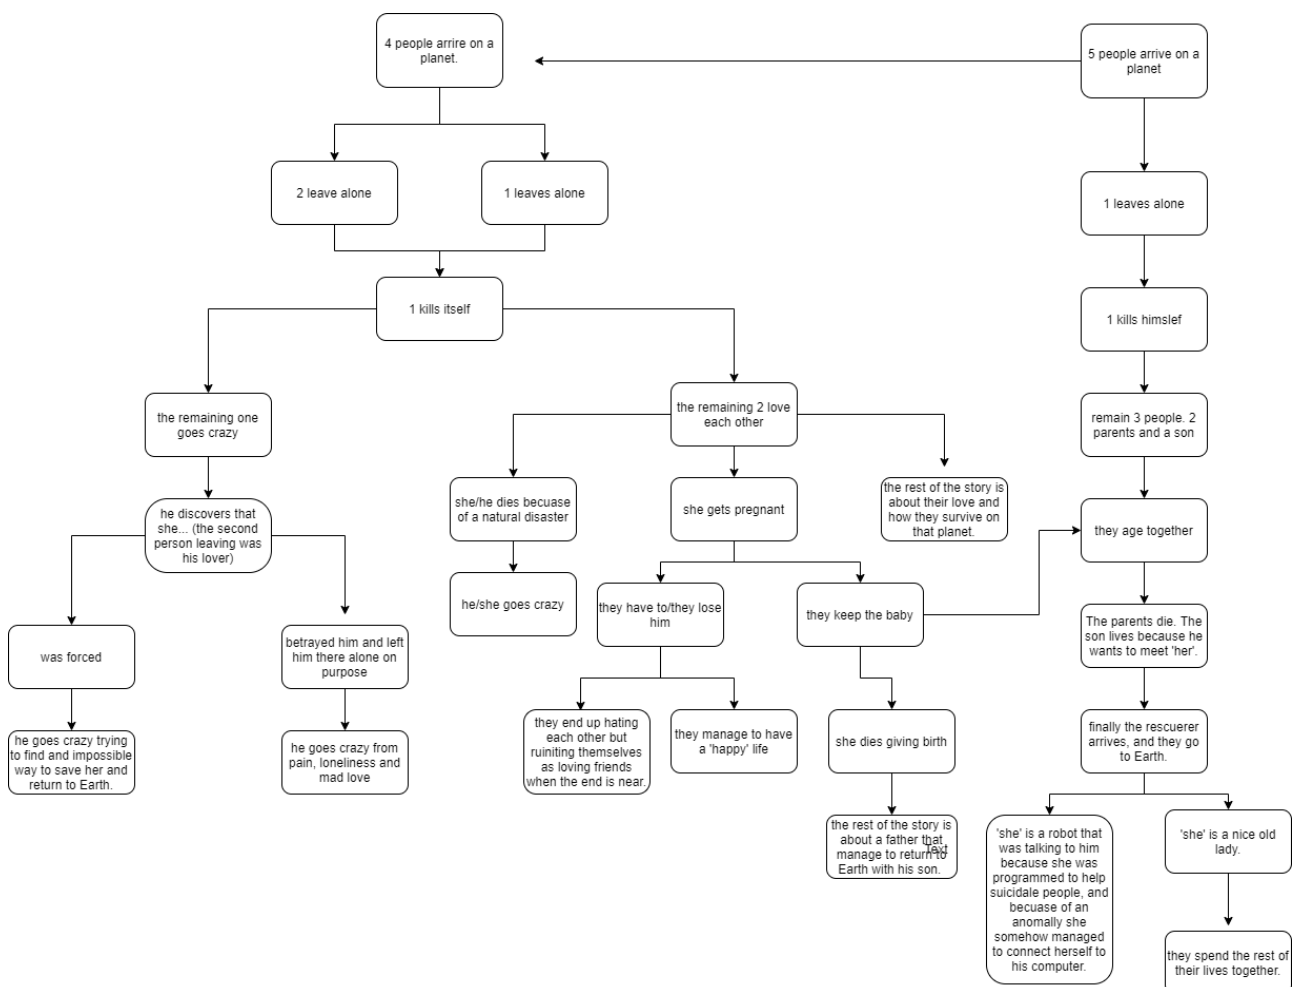 4 people arrire on a
planet.
5 people arrive on a
planet
2 leave alone
1 leaves alone
1 leaves alone
1 kills itself
1 kills himslef
the remaining one
goes crazy
the remaining 2 love
each other
remain 3 people. 2
parents and a son
he discovers that
she... (the second
person leaving was
his lover)
she/he dies becuase
of a natural disaster
she gets pregnant
the rest of the story is
about their love and
how they survive on
that planet.
they age together
he/she goes crazy
they have to/they lose
him
they keep the baby
The parents die. The
son lives because he
wants to meet 'her'.
was forced
betrayed him and left
him there alone on
purpose
he goes crazy trying
to find and impossible
way to save her and
return to Earth.
he goes crazy from
pain, loneliness and
mad love
they end up hating
each other but
ruiniting themselves
as loving friends
when the end is near.
they manage to have
a 'happy' life
she dies giving birth
finally the rescuerer
arrives, and they go
to Earth.
the rest of the story is
about a father that
manage to return to
Earth with his son.
Text
'she' is a robot that
was talking to him
because she was
programmed to help
suicidale people, and
becuase of an
anomally she
somehow managed
to connect herself to
his computer.
'she' is a nice old
lady.
they spend the rest of
their lives together.